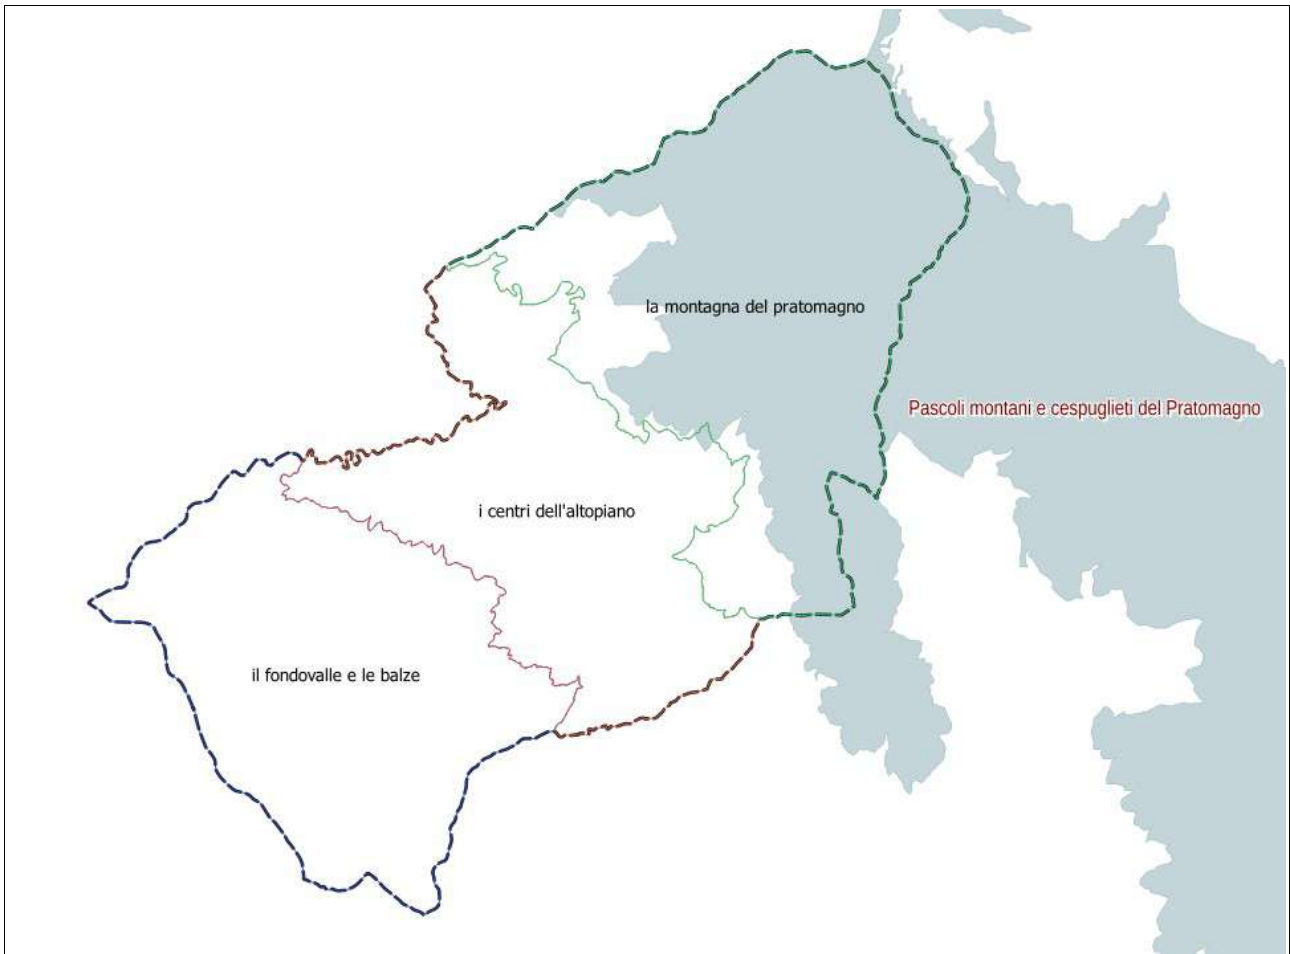 la montagna del pratomagno
Pascoli montani e cespuglieti del Pratomagno
i centri dell'altopiano
il fondovalle e le balze